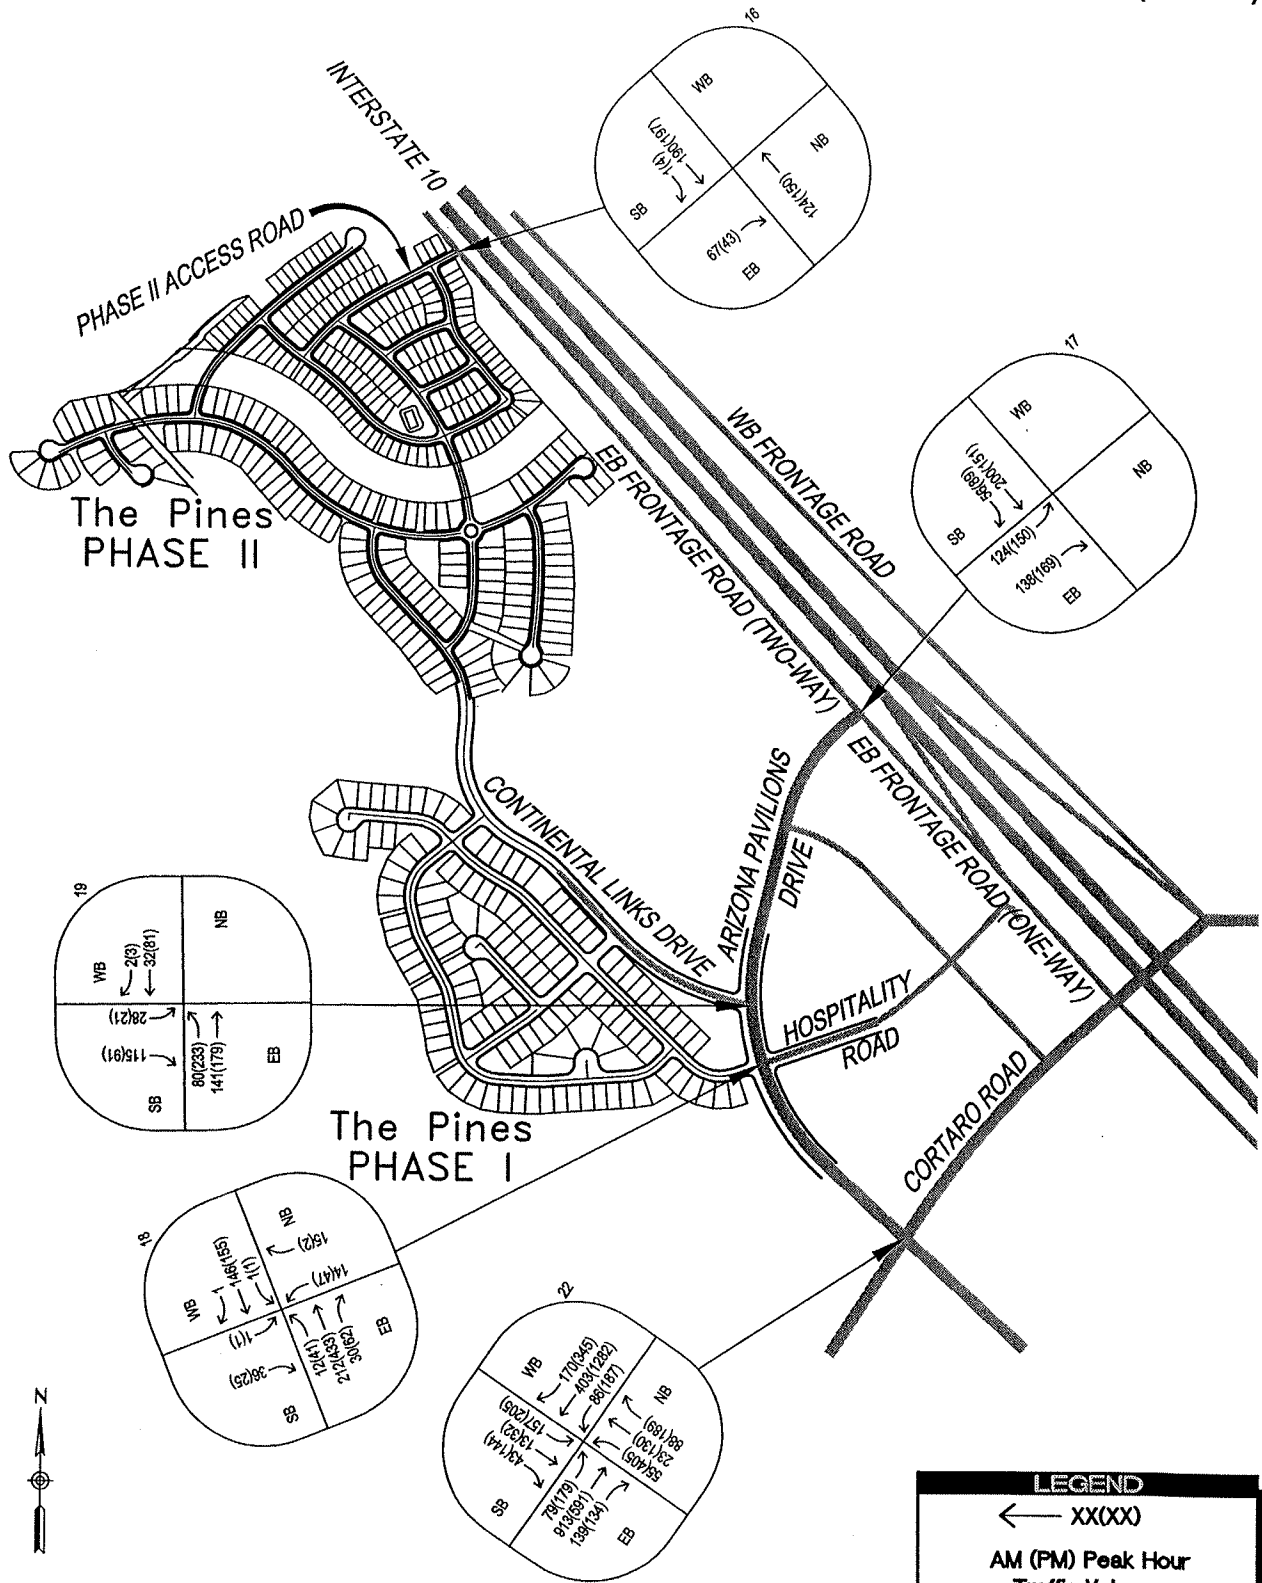 16
WB
NB
SB
EB
190(197)
1(4)
124(150)
67(43)
INTERSTATE 10
PHASE II ACCESS ROAD
17
WB
NB
SB
EB
200(151)
56(89)
124(150)
138(169)
WB FRONTAGE ROAD
EB FRONTAGE ROAD (TWO-WAY)
The Pines
PHASE II
EB FRONTAGE ROAD (ONE-WAY)
CONTINENTAL LINKS DRIVE
ARIZONA PAVILIONS
DRIVE
HOSPITALITY
ROAD
CORTARO ROAD
19
WB
NB
SB
EB
2(3)
32(81)
28(21)
115(91)
80(233)
141(179)
The Pines
PHASE I
18
WB
NB
SB
EB
1
146(155)
1(1)
15(2)
14(47)
1(1)
36(25)
12(41)
212(433)
30(62)
22
WB
NB
SB
EB
170(345)
403(1282)
86(187)
157(205)
13(32)
43(144)
88(189)
23(130)
55(405)
79(179)
913(591)
139(134)
N
LEGEND
XX(XX)
AM (PM) Peak Hour